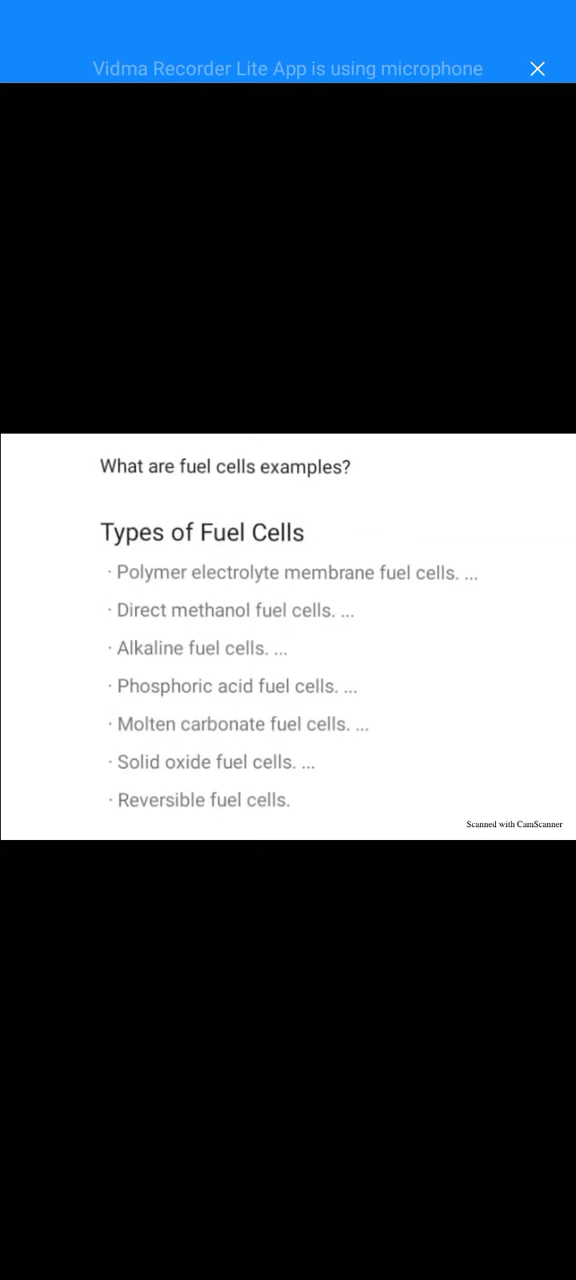 Vidma Recorder Lite App is using microphone
What are fuel cells examples?
Types of Fuel Cells
· Polymer electrolyte membrane fuel cells. ...
· Direct methanol fuel cells. ...
· Alkaline fuel cells. ...
· Phosphoric acid fuel cells. ...
· Molten carbonate fuel cells. ...
· Solid oxide fuel cells. ...
· Reversible fuel cells.
Scanned with CamScanner